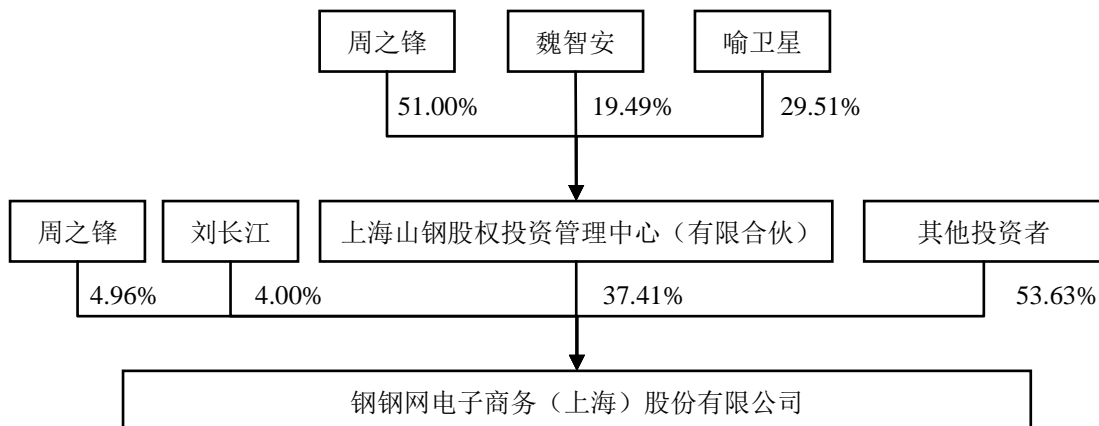 周之锋 魏智安 喻卫星
51.00% 19.49% 29.51%
周之锋 刘长江 上海山钢股权投资管理中心（有限合伙） 其他投资者
4.96% 4.00% 37.41% 53.63%
钢钢网电子商务（上海）股份有限公司